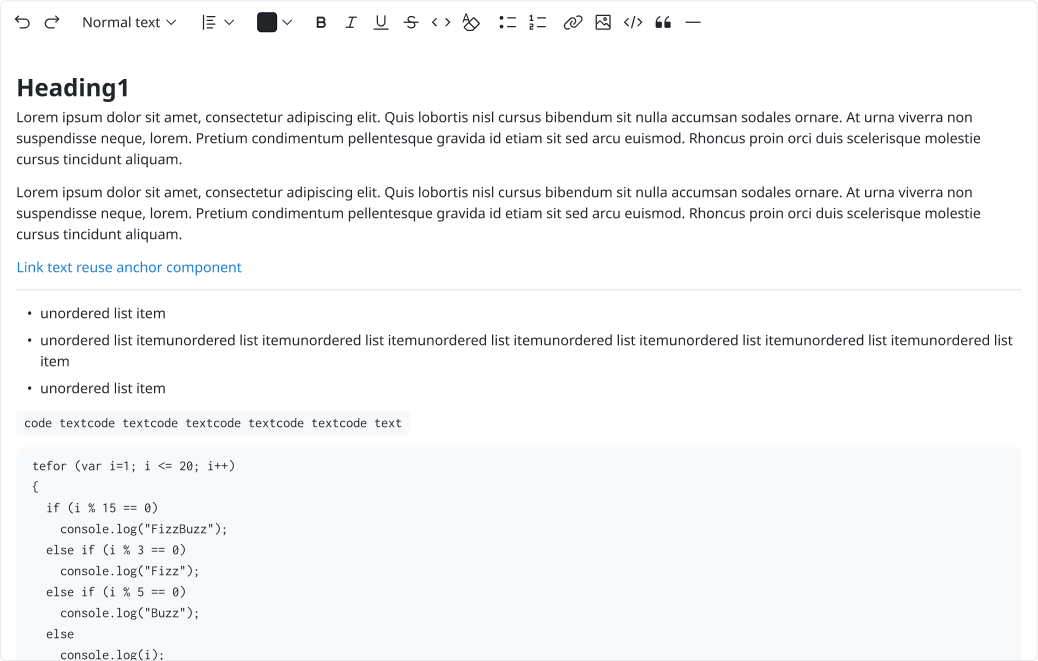 Normal text
B I U S
Heading1
Lorem ipsum dolor sit amet, consectetur adipiscing elit. Quis lobortis nisl cursus bibendum sit nulla accumsan sodales ornare. At urna viverra non
suspendisse neque, lorem. Pretium condimentum pellentesque gravida id etiam sit sed arcu euismod. Rhoncus proin orci duis scelerisque molestie
cursus tincidunt aliquam.
Lorem ipsum dolor sit amet, consectetur adipiscing elit. Quis lobortis nisl cursus bibendum sit nulla accumsan sodales ornare. At urna viverra non
suspendisse neque, lorem. Pretium condimentum pellentesque gravida id etiam sit sed arcu euismod. Rhoncus proin orci duis scelerisque molestie
cursus tincidunt aliquam.
Link text reuse anchor component
• unordered list item
• unordered list itemunordered list itemunordered list itemunordered list itemunordered list itemunordered list itemunordered list itemunordered list
item
• unordered list item
code textcode textcode textcode textcode textcode text
tefor (var i=1; i <= 20; i++)
{
  if (i % 15 == 0)
    console.log("FizzBuzz");
  else if (i % 3 == 0)
    console.log("Fizz");
  else if (i % 5 == 0)
    console.log("Buzz");
  else
    console.log(i);